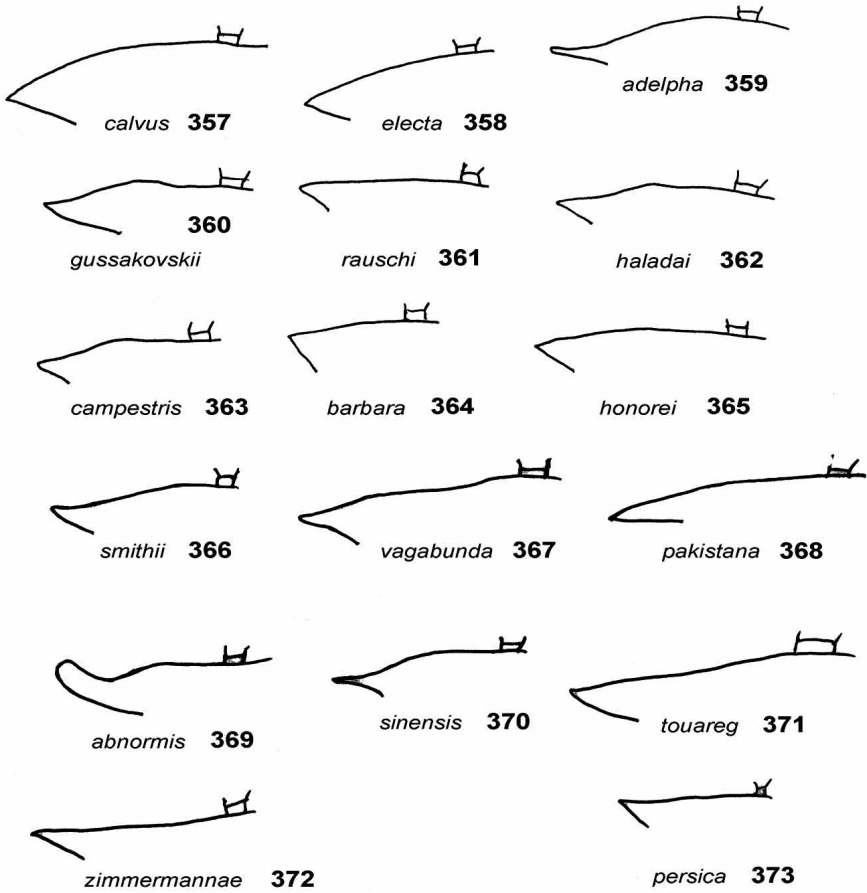 calvus 357
electa 358
adelpha 359
360
gussakovskii
rauschi 361
haladai 362
campestris 363
barbara 364
honorei 365
smithii 366
vagabunda 367
pakistana 368
abnormis 369
sinensis 370
touareg 371
zimmermannae 372
persica 373